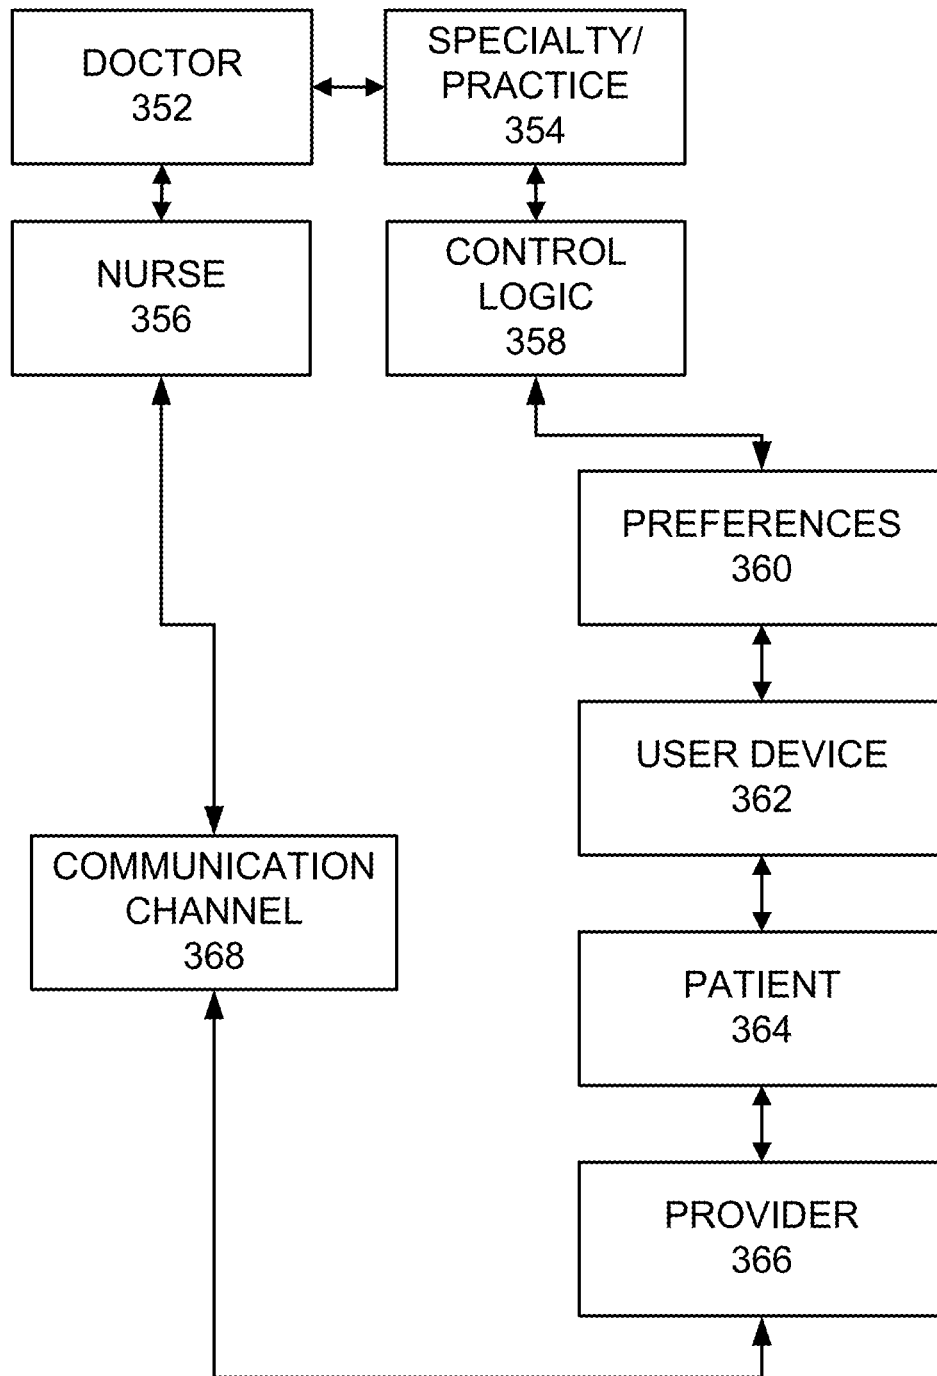 DOCTOR
352
SPECIALTY/
PRACTICE
354
NURSE
356
CONTROL
LOGIC
358
PREFERENCES
360
USER DEVICE
362
COMMUNICATION
CHANNEL
368
PATIENT
364
PROVIDER
366